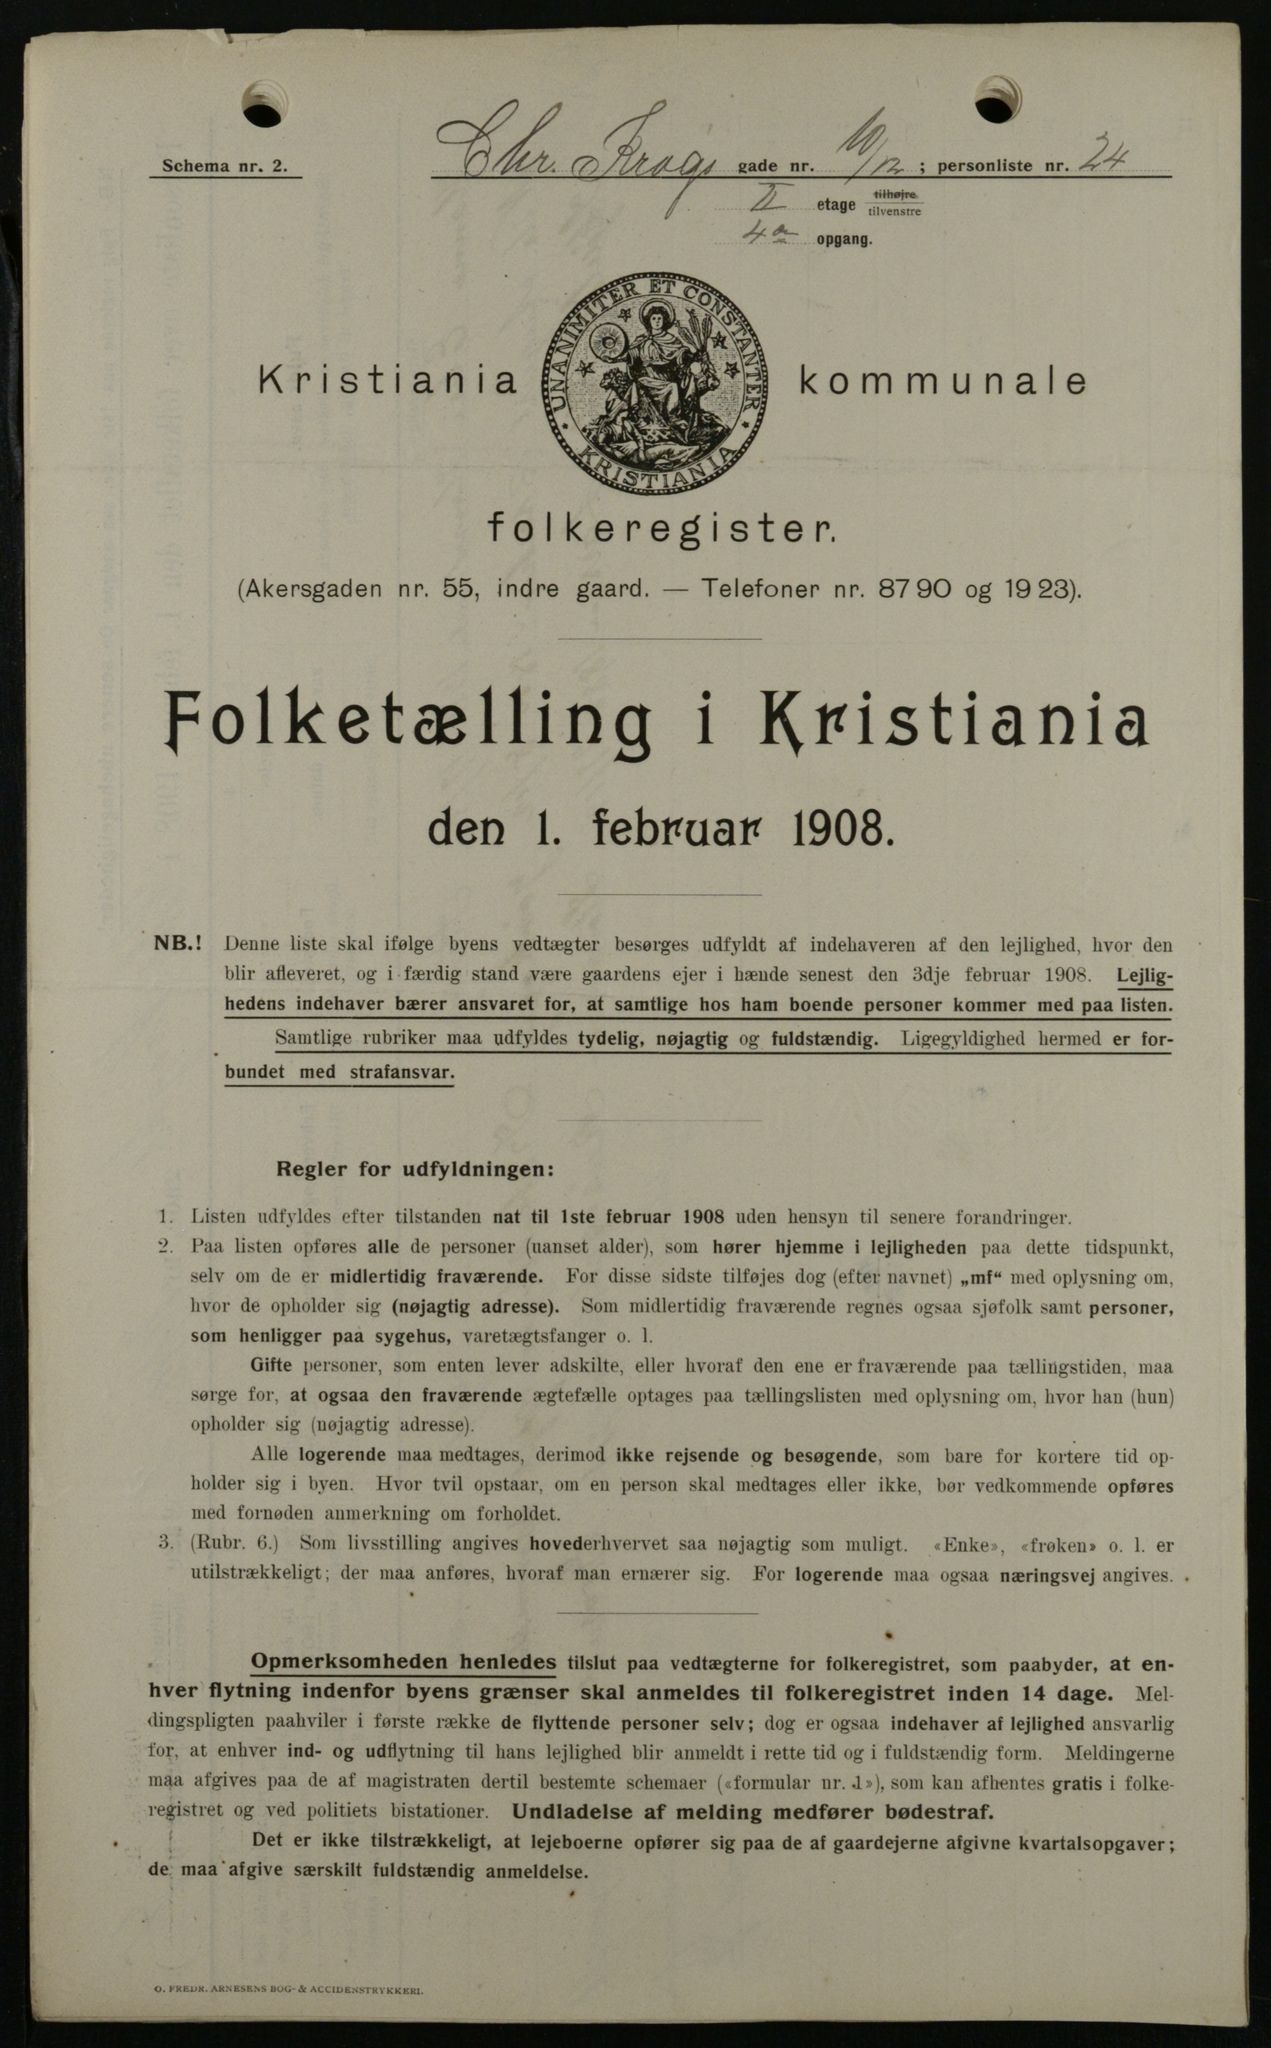 Schema nr. 2.
Chr. Krogs gade nr. 10/12; personliste nr. 24
II etage tilhøjre
tilvenstre
4de opgang.
UNANIMITER ET CONSTANTER
KRISTIANIA
Kristiania kommunale
folkeregister.
(Akersgaden nr. 55, indre gaard. — Telefoner nr. 87 90 og 19 23).
Folketælling i Kristiania
den 1. februar 1908.
NB.! Denne liste skal ifølge byens vedtægter besørges udfyldt af indehaveren af den lejlighed, hvor den
blir afleveret, og i færdig stand være gaardens ejer i hænde senest den 3dje februar 1908. Lejlig-
hedens indehaver bærer ansvaret for, at samtlige hos ham boende personer kommer med paa listen.
Samtlige rubriker maa udfyldes tydelig, nøjagtig og fuldstændig. Ligegyldighed hermed er for-
bundet med strafansvar.
Regler for udfyldningen:
1. Listen udfyldes efter tilstanden nat til 1ste februar 1908 uden hensyn til senere forandringer.
2. Paa listen opføres alle de personer (uanset alder), som hører hjemme i lejligheden paa dette tidspunkt,
selv om de er midlertidig fraværende. For disse sidste tilføjes dog (efter navnet) „mf“ med oplysning om,
hvor de opholder sig (nøjagtig adresse). Som midlertidig fraværende regnes ogsaa sjøfolk samt personer,
som henligger paa sygehus, varetægtsfanger o. l.
Gifte personer, som enten lever adskilte, eller hvoraf den ene er fraværende paa tællingstiden, maa
sørge for, at ogsaa den fraværende ægtefælle optages paa tællingslisten med oplysning om, hvor han (hun)
opholder sig (nøjagtig adresse).
Alle logerende maa medtages, derimod ikke rejsende og besøgende, som bare for kortere tid op-
holder sig i byen. Hvor tvil opstaar, om en person skal medtages eller ikke, bør vedkommende opføres
med fornøden anmerkning om forholdet.
3. (Rubr. 6.) Som livsstilling angives hovederhvervet saa nøjagtig som muligt. «Enke», «frøken» o. l. er
utilstrækkeligt; der maa anføres, hvoraf man ernærer sig. For logerende maa ogsaa næringsvej angives.
Opmerksomheden henledes tilslut paa vedtægterne for folkeregistret, som paabyder, at en-
hver flytning indenfor byens grænser skal anmeldes til folkeregistret inden 14 dage. Mel-
dingspligten paahviler i første række de flyttende personer selv; dog er ogsaa indehaver af lejlighed ansvarlig
for, at enhver ind- og udflytning til hans lejlighed blir anmeldt i rette tid og i fuldstændig form. Meldingerne
maa afgives paa de af magistraten dertil bestemte schemaer («formular nr. 1»), som kan afhentes gratis i folke-
registret og ved politiets bistationer. Undladelse af melding medfører bødestraf.
Det er ikke tilstrækkeligt, at lejeboerne opfører sig paa de af gaardejerne afgivne kvartalsopgaver;
de maa afgive særskilt fuldstændig anmeldelse.
O. FREDR. ARNESENS BOG- & ACCIDENSTRYKKERI.